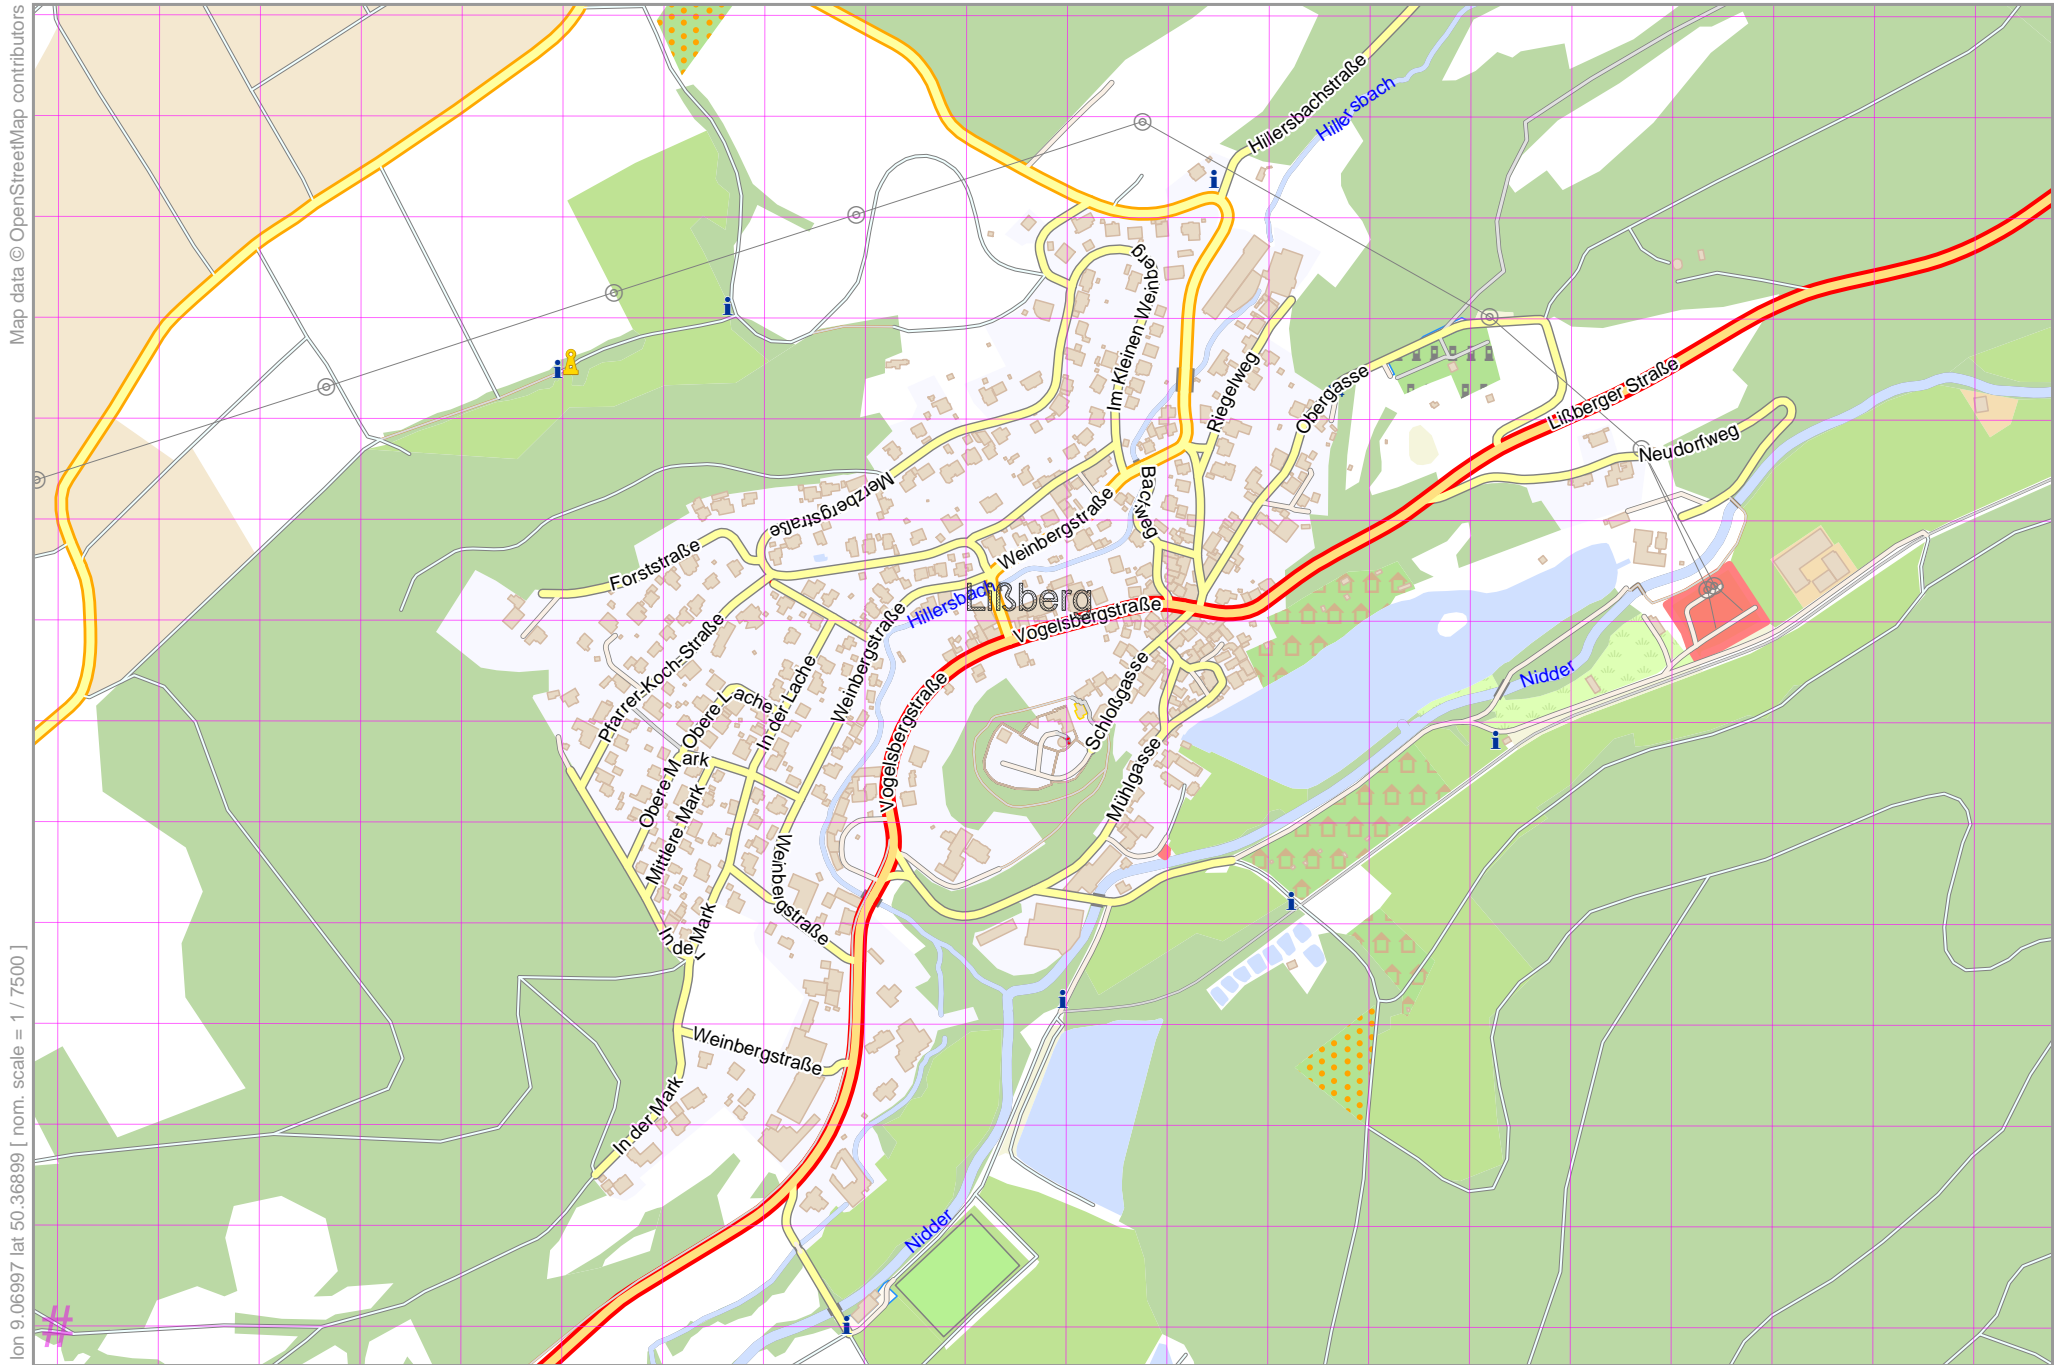 Map data © OpenStreetMap contributors
lon 9.06997 lat 50.36899 [ nom. scale = 1 / 7500 ]
Hillersbachstraße
Hillersbach
Im Kleinen Weinberg
Riegelweg
Obergasse
Lißberger Straße
Neudorfweg
Merzbergstraße
Backweg
Weinbergstraße
Forststraße
Hillersbach
Lißberg
Vogelsbergstraße
Pfarrer-Koch-Straße
Weinbergstraße
In der Lache
Obere Lache
Schloßgasse
Nidder
Vogelsbergstraße
Obere Mark
Mittlere Mark
Mühlgasse
Weinbergstraße
In der Mark
Weinbergstraße
In der Mark
Nidder
#